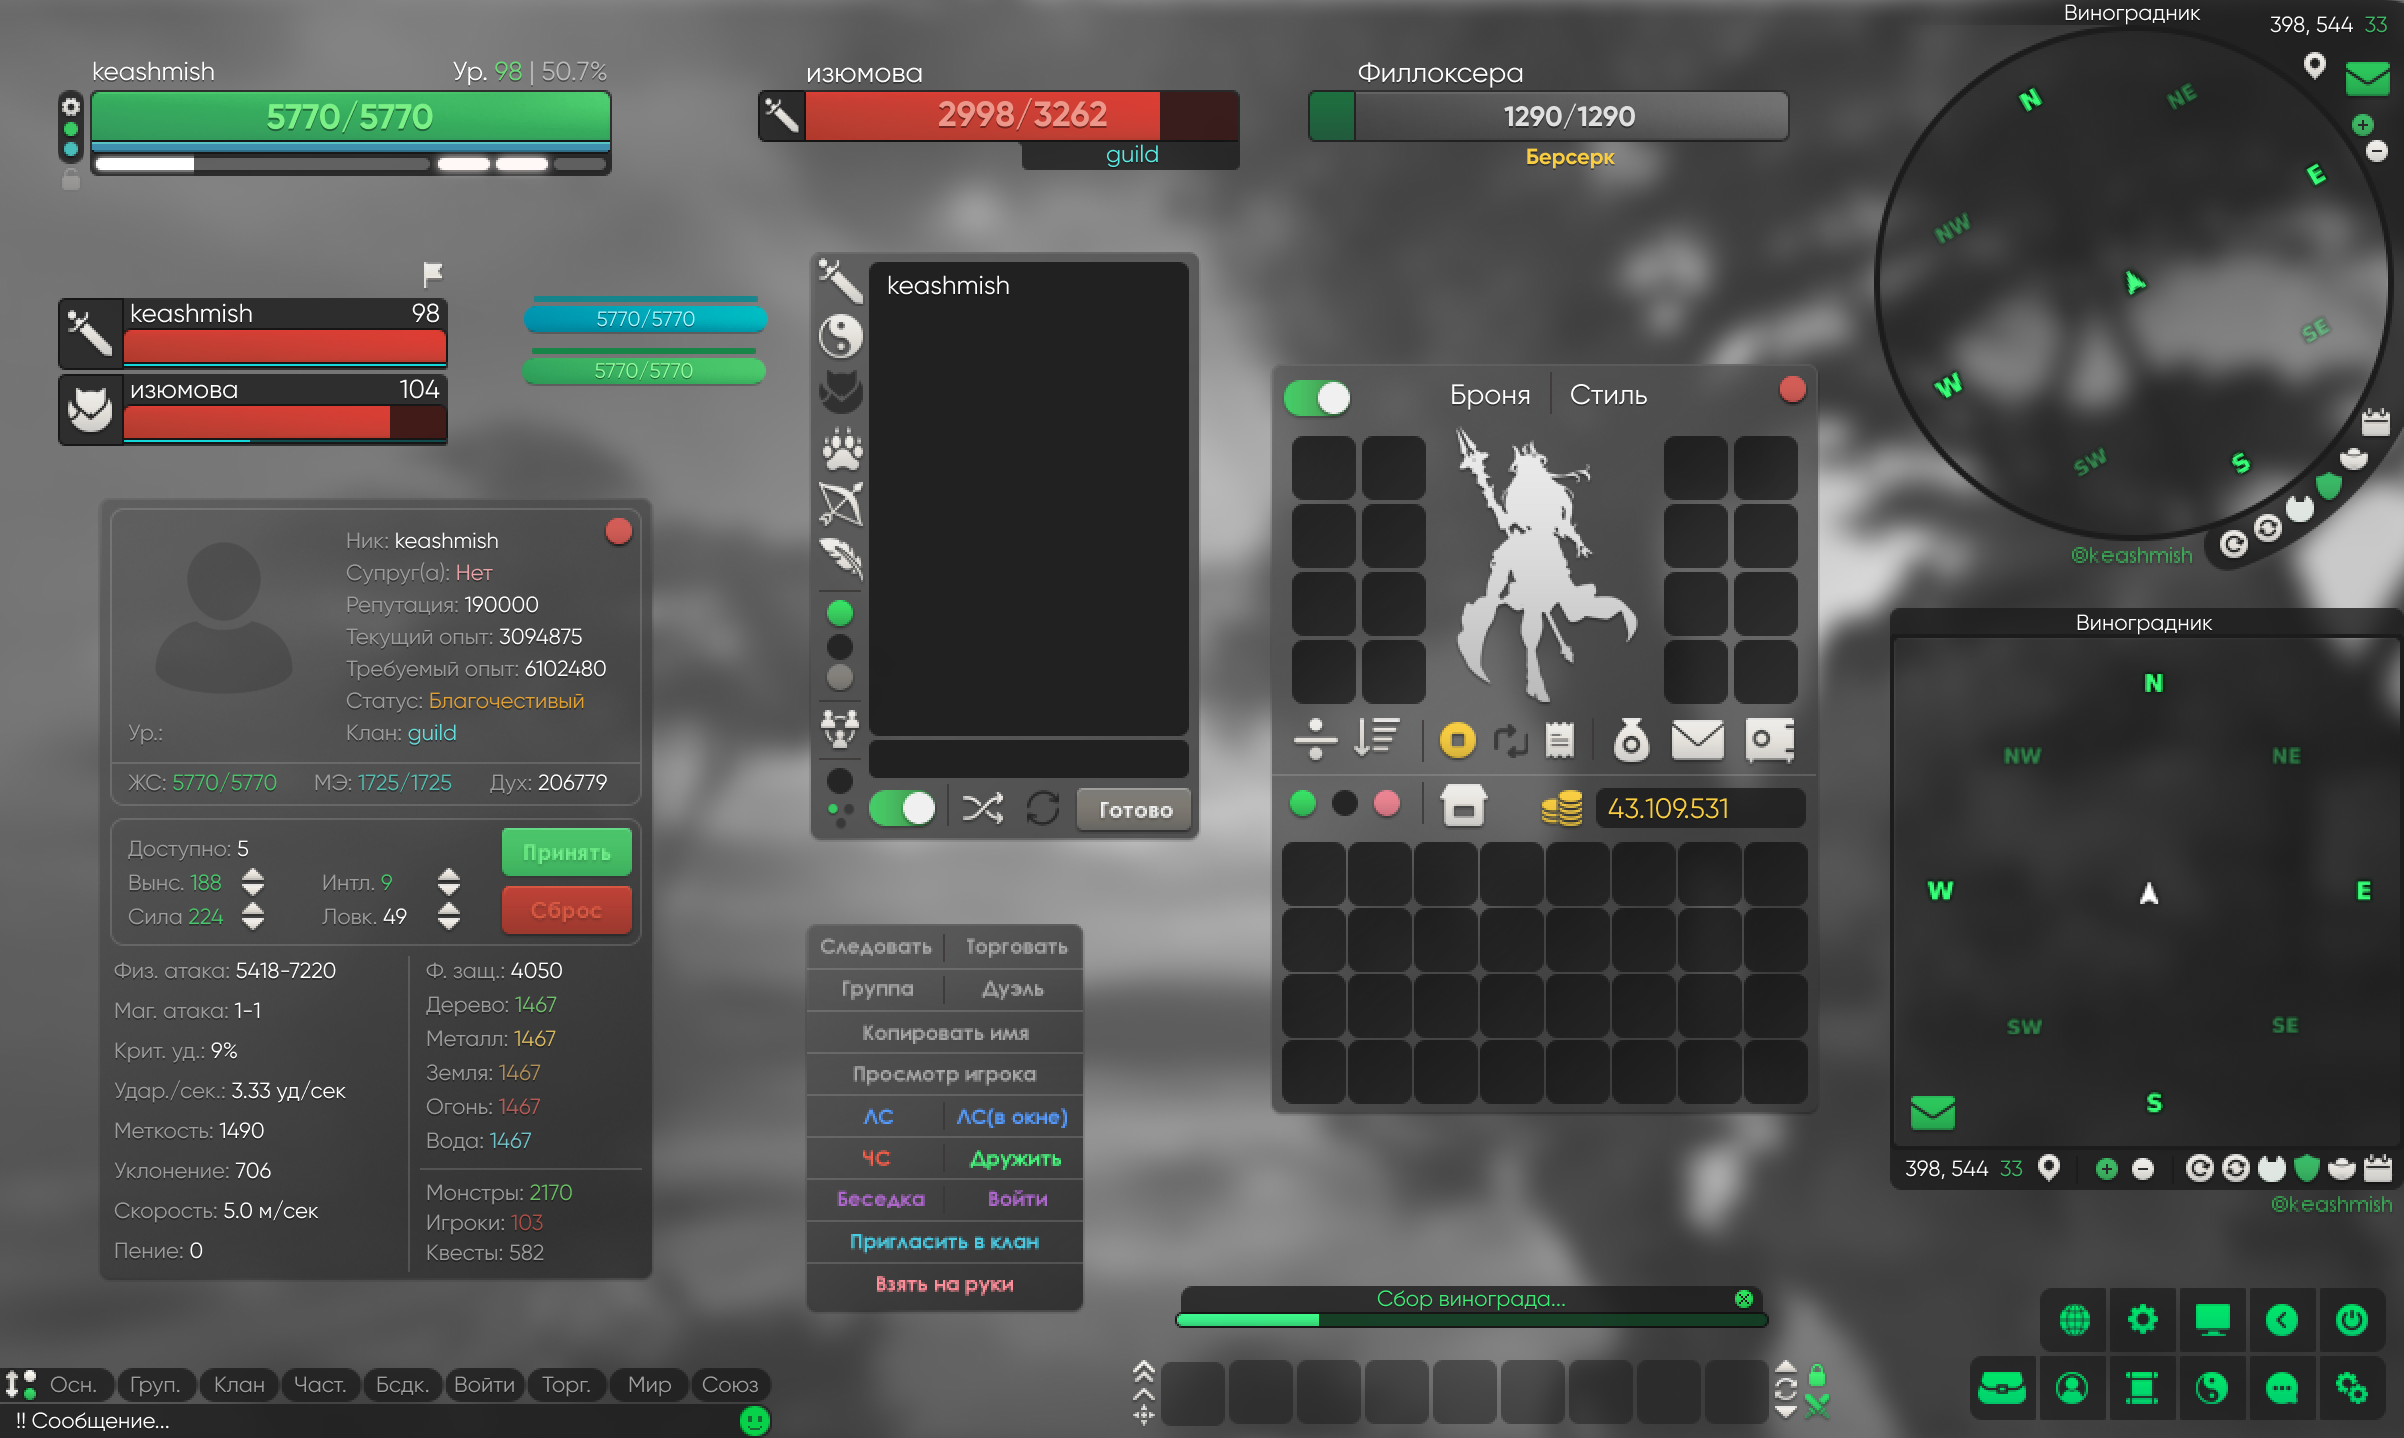 Виноградник
398, 544 33
keashmish
Ур. 98 | 50.7%
5770/5770
изюмова
2998/3262
guild
Филлоксера
1290/1290
Берсерк
N
NE
E
NW
SE
W
SW
S
@keashmish
keashmish
98
изюмова
104
5770/5770
5770/5770
keashmish
Готово
Броня | Стиль
43.109.531
Ник: keashmish
Супруг(а): Нет
Репутация: 190000
Текущий опыт: 3094875
Требуемый опыт: 6102480
Статус: Благочестивый
Ур.:
Клан: guild
ЖС: 5770/5770
МЭ: 1725/1725
Дух: 206779
Доступно: 5
Принять
Вынс. 188
Интл. 9
Сила 224
Ловк. 49
Сброс
Физ. атака: 5418-7220
Маг. атака: 1-1
Крит. уд.: 9%
Удар./сек.: 3.33 уд/сек
Меткость: 1490
Уклонение: 706
Скорость: 5.0 м/сек
Пение: 0
Ф. защ.: 4050
Дерево: 1467
Металл: 1467
Земля: 1467
Огонь: 1467
Вода: 1467
Монстры: 2170
Игроки: 103
Квесты: 582
Следовать
Торговать
Группа
Дуэль
Копировать имя
Просмотр игрока
ЛС
ЛС(в окне)
ЧС
Дружить
Беседка
Войти
Пригласить в клан
Взять на руки
Виноградник
N
NW
NE
W
E
SW
SE
S
398, 544 33
@keashmish
Сбор винограда...
Осн.
Груп.
Клан
Част.
Бсдк.
Войти
Торг.
Мир
Союз
!! Сообщение...